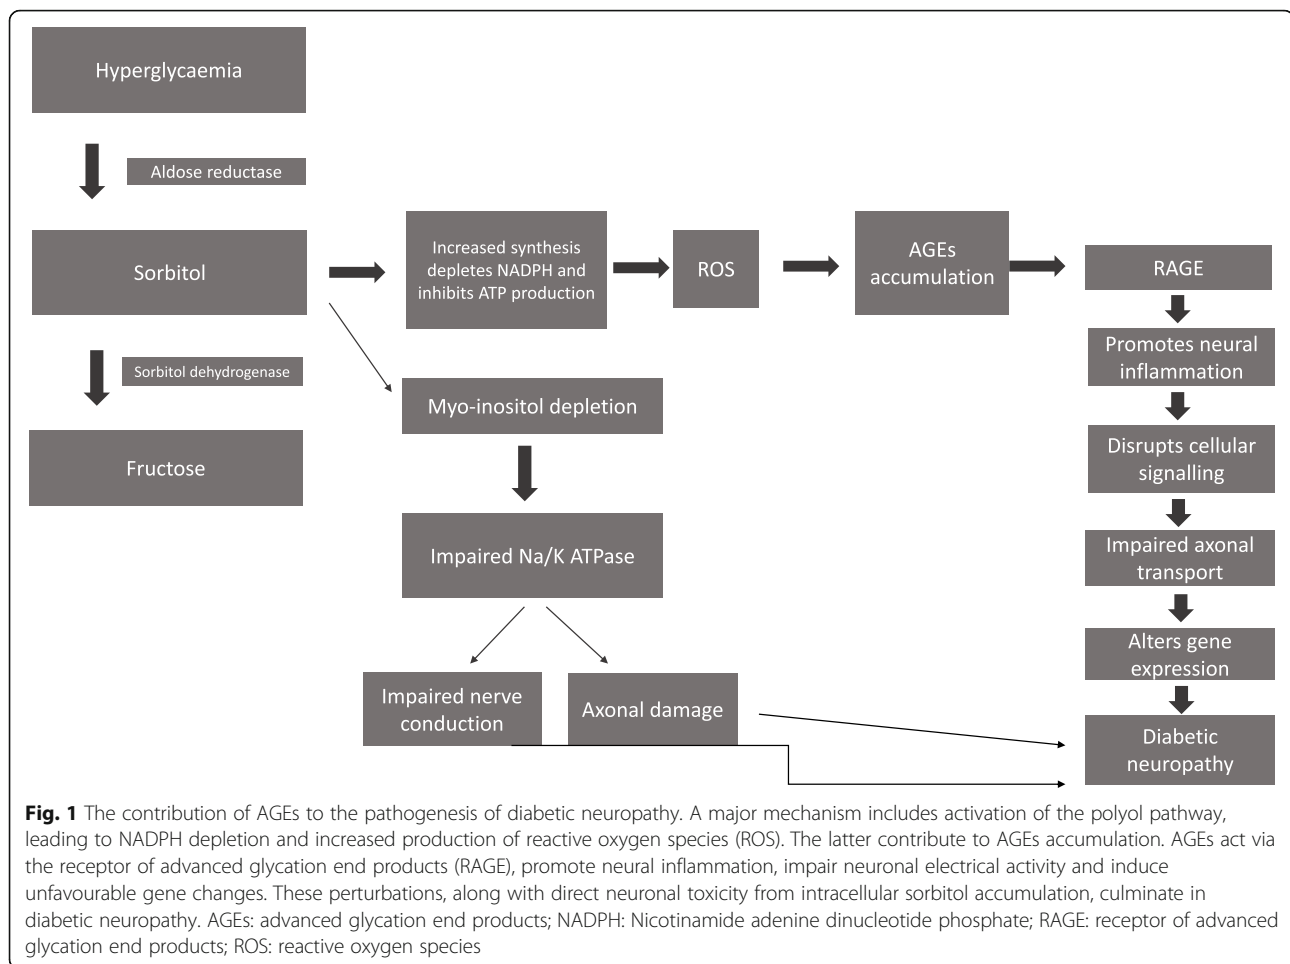 Hyperglycaemia
Aldose reductase
Sorbitol
Increased synthesis
depletes NADPH and
inhibits ATP production
ROS
AGEs
accumulation
RAGE
Promotes neural
inflammation
Sorbitol dehydrogenase
Myo-inositol depletion
Disrupts cellular
signalling
Fructose
Impaired Na/K ATPase
Impaired axonal
transport
Alters gene
expression
Impaired nerve
conduction
Axonal damage
Diabetic
neuropathy
Fig. 1 The contribution of AGEs to the pathogenesis of diabetic neuropathy. A major mechanism includes activation of the polyol pathway,
leading to NADPH depletion and increased production of reactive oxygen species (ROS). The latter contribute to AGEs accumulation. AGEs act via
the receptor of advanced glycation end products (RAGE), promote neural inflammation, impair neuronal electrical activity and induce
unfavourable gene changes. These perturbations, along with direct neuronal toxicity from intracellular sorbitol accumulation, culminate in
diabetic neuropathy. AGEs: advanced glycation end products; NADPH: Nicotinamide adenine dinucleotide phosphate; RAGE: receptor of advanced
glycation end products; ROS: reactive oxygen species